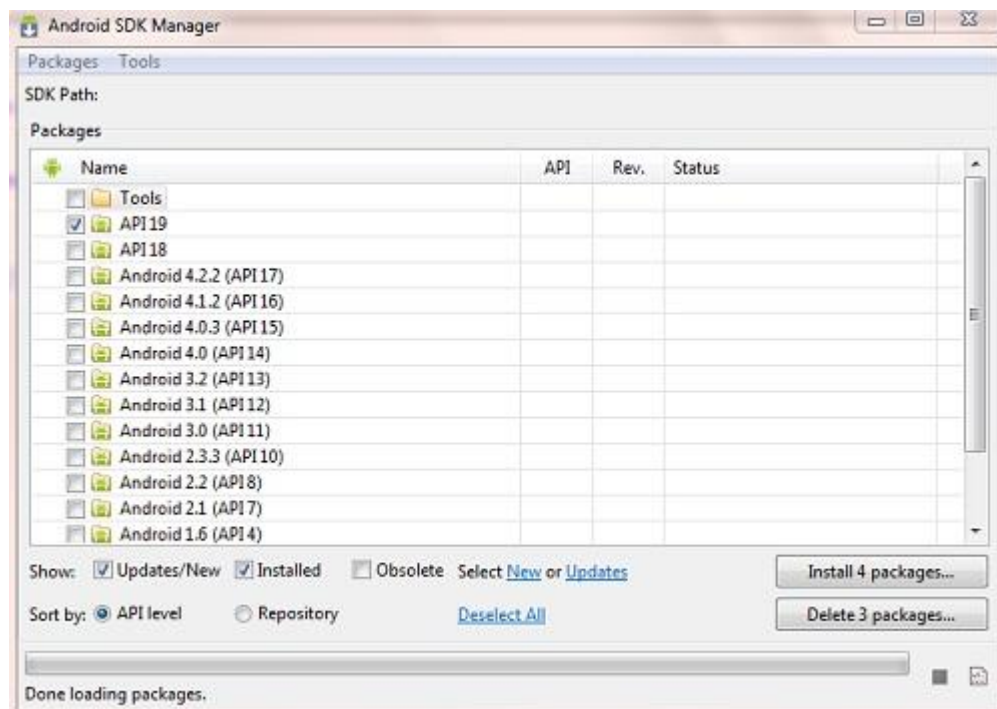 Android SDK Manager
Packages Tools
SDK Path:
Packages
Name API Rev. Status
Tools
API 19
API 18
Android 4.2.2 (API 17)
Android 4.1.2 (API 16)
Android 4.0.3 (API 15)
Android 4.0 (API 14)
Android 3.2 (API 13)
Android 3.1 (API 12)
Android 3.0 (API 11)
Android 2.3.3 (API 10)
Android 2.2 (API 8)
Android 2.1 (API 7)
Android 1.6 (API 4)
Show: Updates/New Installed Obsolete Select New or Updates Install 4 packages...
Sort by: API level Repository Deselect All Delete 3 packages...
Done loading packages.